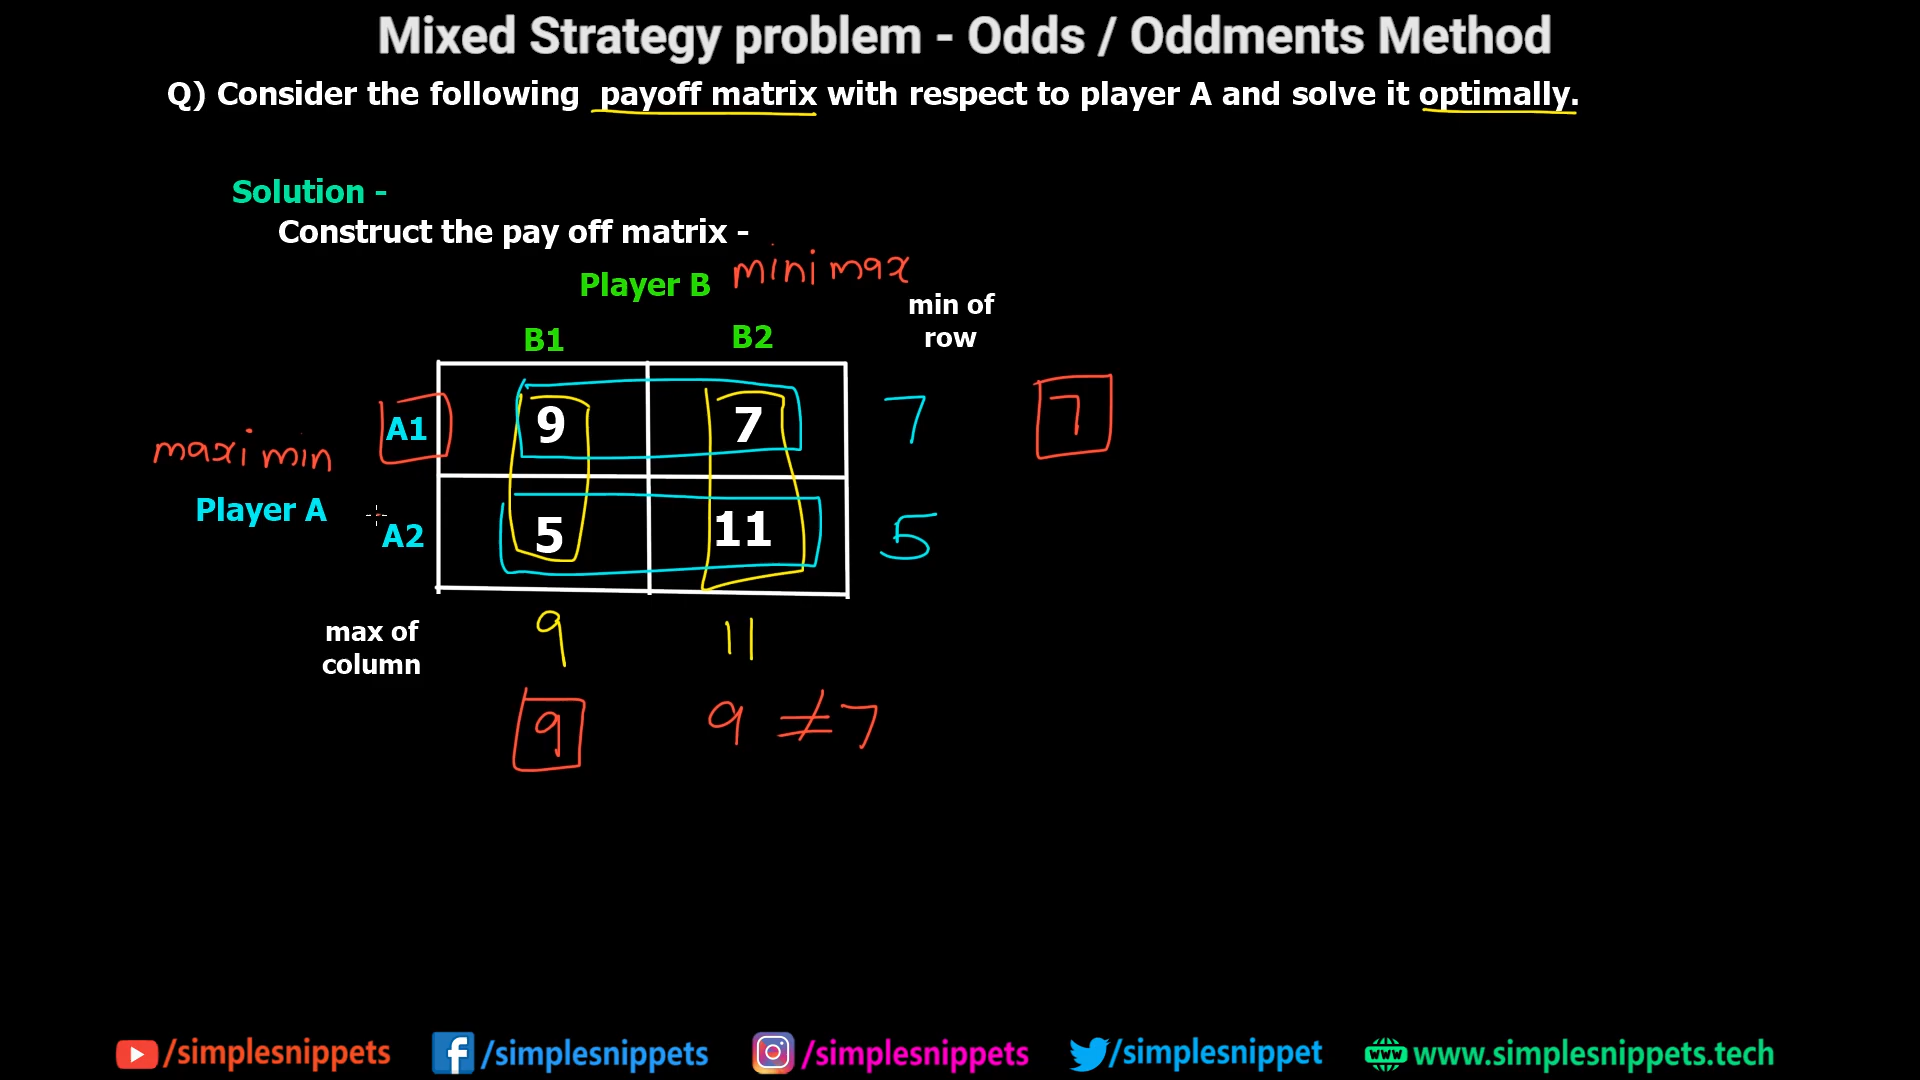 Mixed Strategy problem - Odds / Oddments Method
Q) Consider the following payoff matrix with respect to player A and solve it optimally.
Solution -
Construct the pay off matrix -
Player B minimax
min of
row
B1 B2
A1 9 7 7 7
maximin
Player A
A2 5 11 5
max of
column
9 11
9 9 ≠ 7
/simplesnippets /simplesnippets /simplesnippets /simplesnippet www.simplesnippets.tech